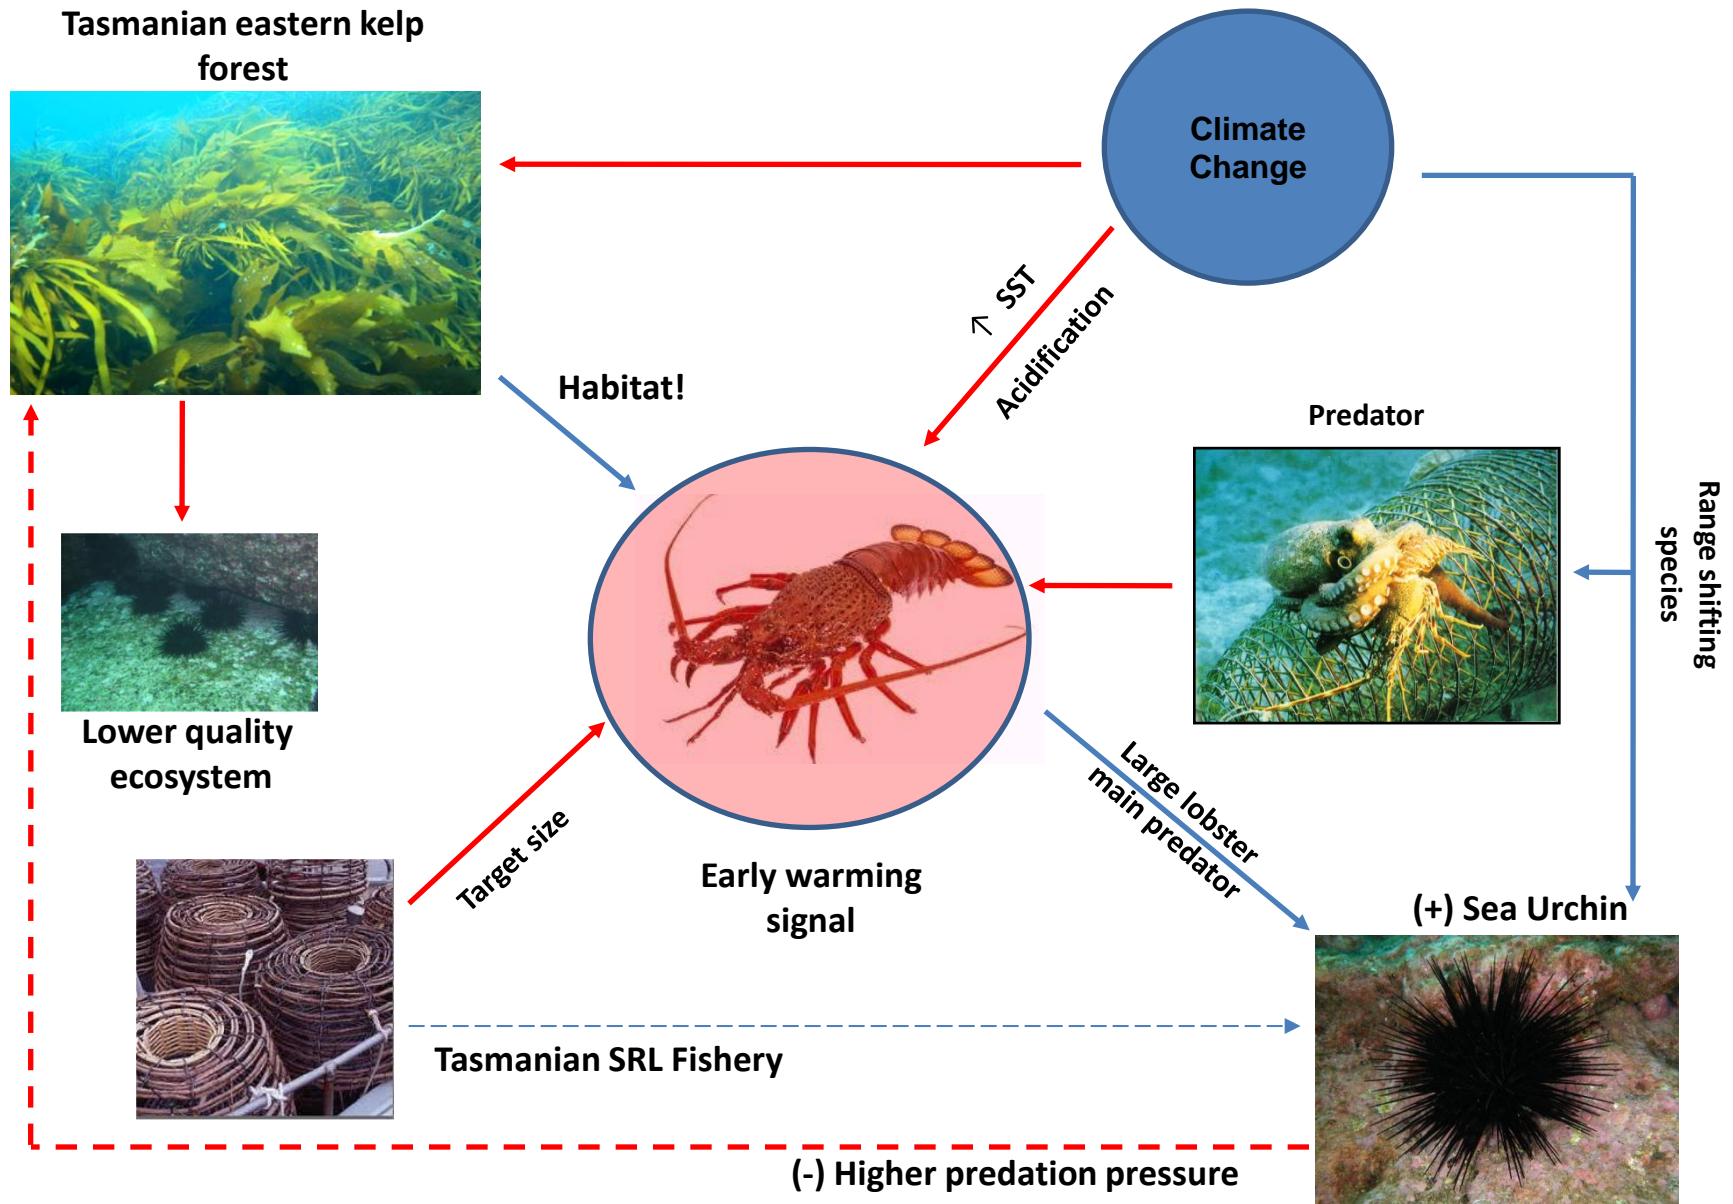 Tasmanian eastern kelp
forest
Climate
Change
↑ SST
Acidification
Habitat!
Predator
Range shifting
species
Lower quality
ecosystem
Target size
Early warming
signal
Large lobster
main predator
(+) Sea Urchin
Tasmanian SRL Fishery
(-) Higher predation pressure